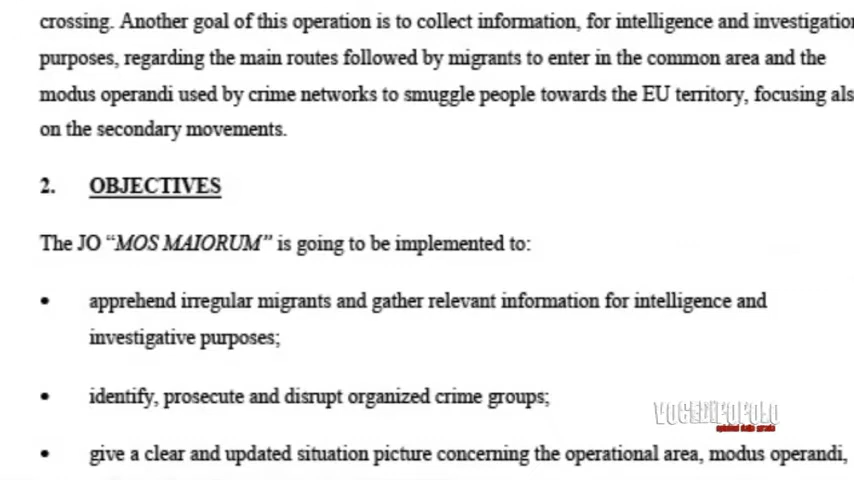 crossing. Another goal of this operation is to collect information, for intelligence and investigation
purposes, regarding the main routes followed by migrants to enter in the common area and the
modus operandi used by crime networks to smuggle people towards the EU territory, focusing als
on the secondary movements.
2. OBJECTIVES
The JO “MOS MAIORUM” is going to be implemented to:
• apprehend irregular migrants and gather relevant information for intelligence and
investigative purposes;
• identify, prosecute and disrupt organized crime groups;
VOCEDIPOPOLO
• give a clear and updated situation picture concerning the operational area, modus operandi,